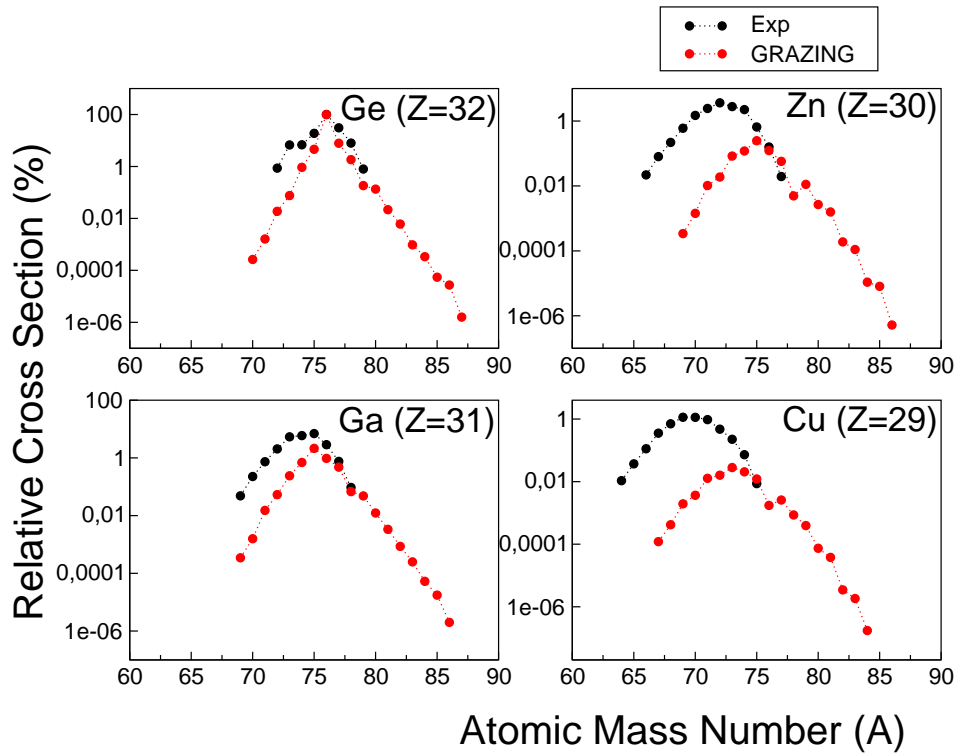 Exp
GRAZING
Relative Cross Section (%)
Ge (Z=32)
100
1
0,01
0,0001
1e-06
60 65 70 75 80 85 90
Zn (Z=30)
1
0,01
0,0001
1e-06
60 65 70 75 80 85 90
Ga (Z=31)
100
1
0,01
0,0001
1e-06
60 65 70 75 80 85 90
Cu (Z=29)
1
0,01
0,0001
1e-06
60 65 70 75 80 85 90
Atomic Mass Number (A)